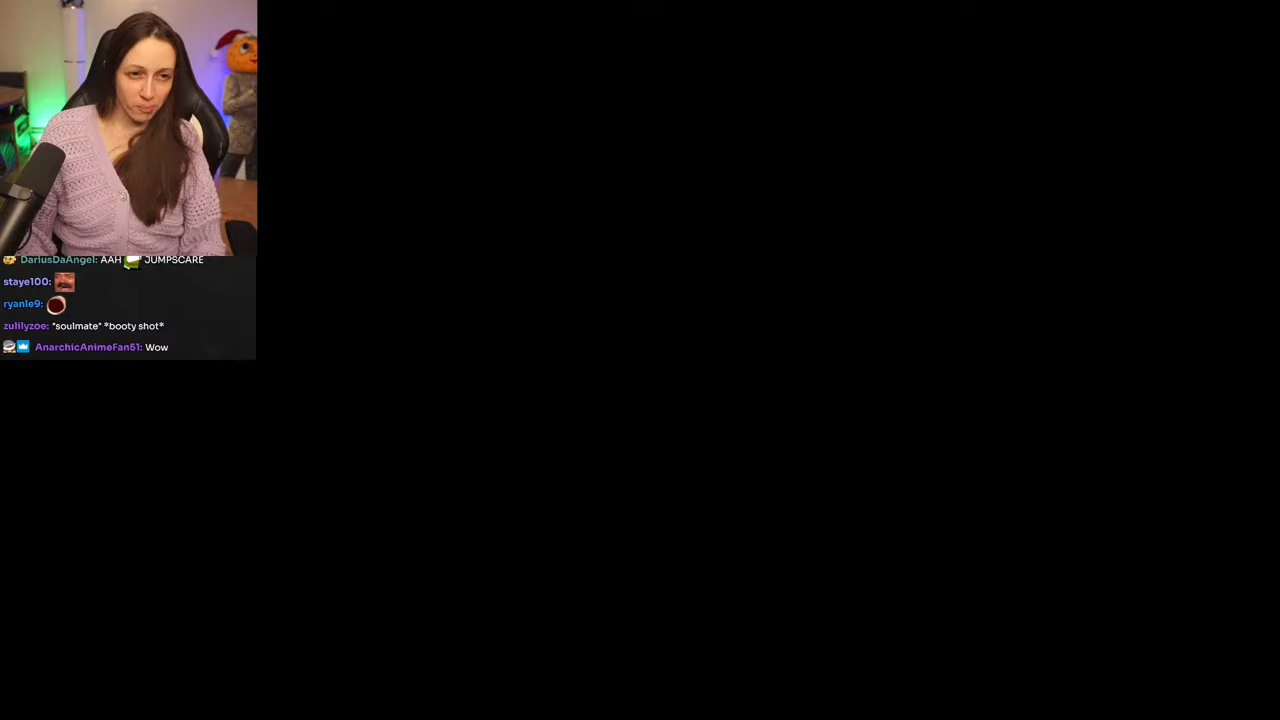 DariusDaAngel: AAH JUMPSCARE
staye100:
ryanle9:
zulilyzoe: "soulmate" *booty shot*
AnarchicAnimeFan51: Wow